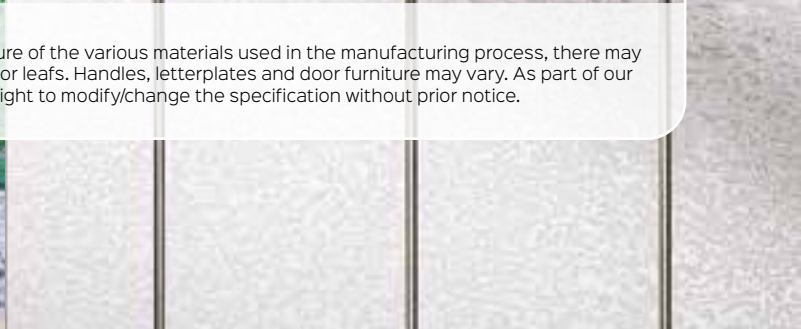 ure of the various materials used in the manufacturing process, there may
or leafs. Handles, letterplates and door furniture may vary. As part of our
ight to modify/change the specification without prior notice.